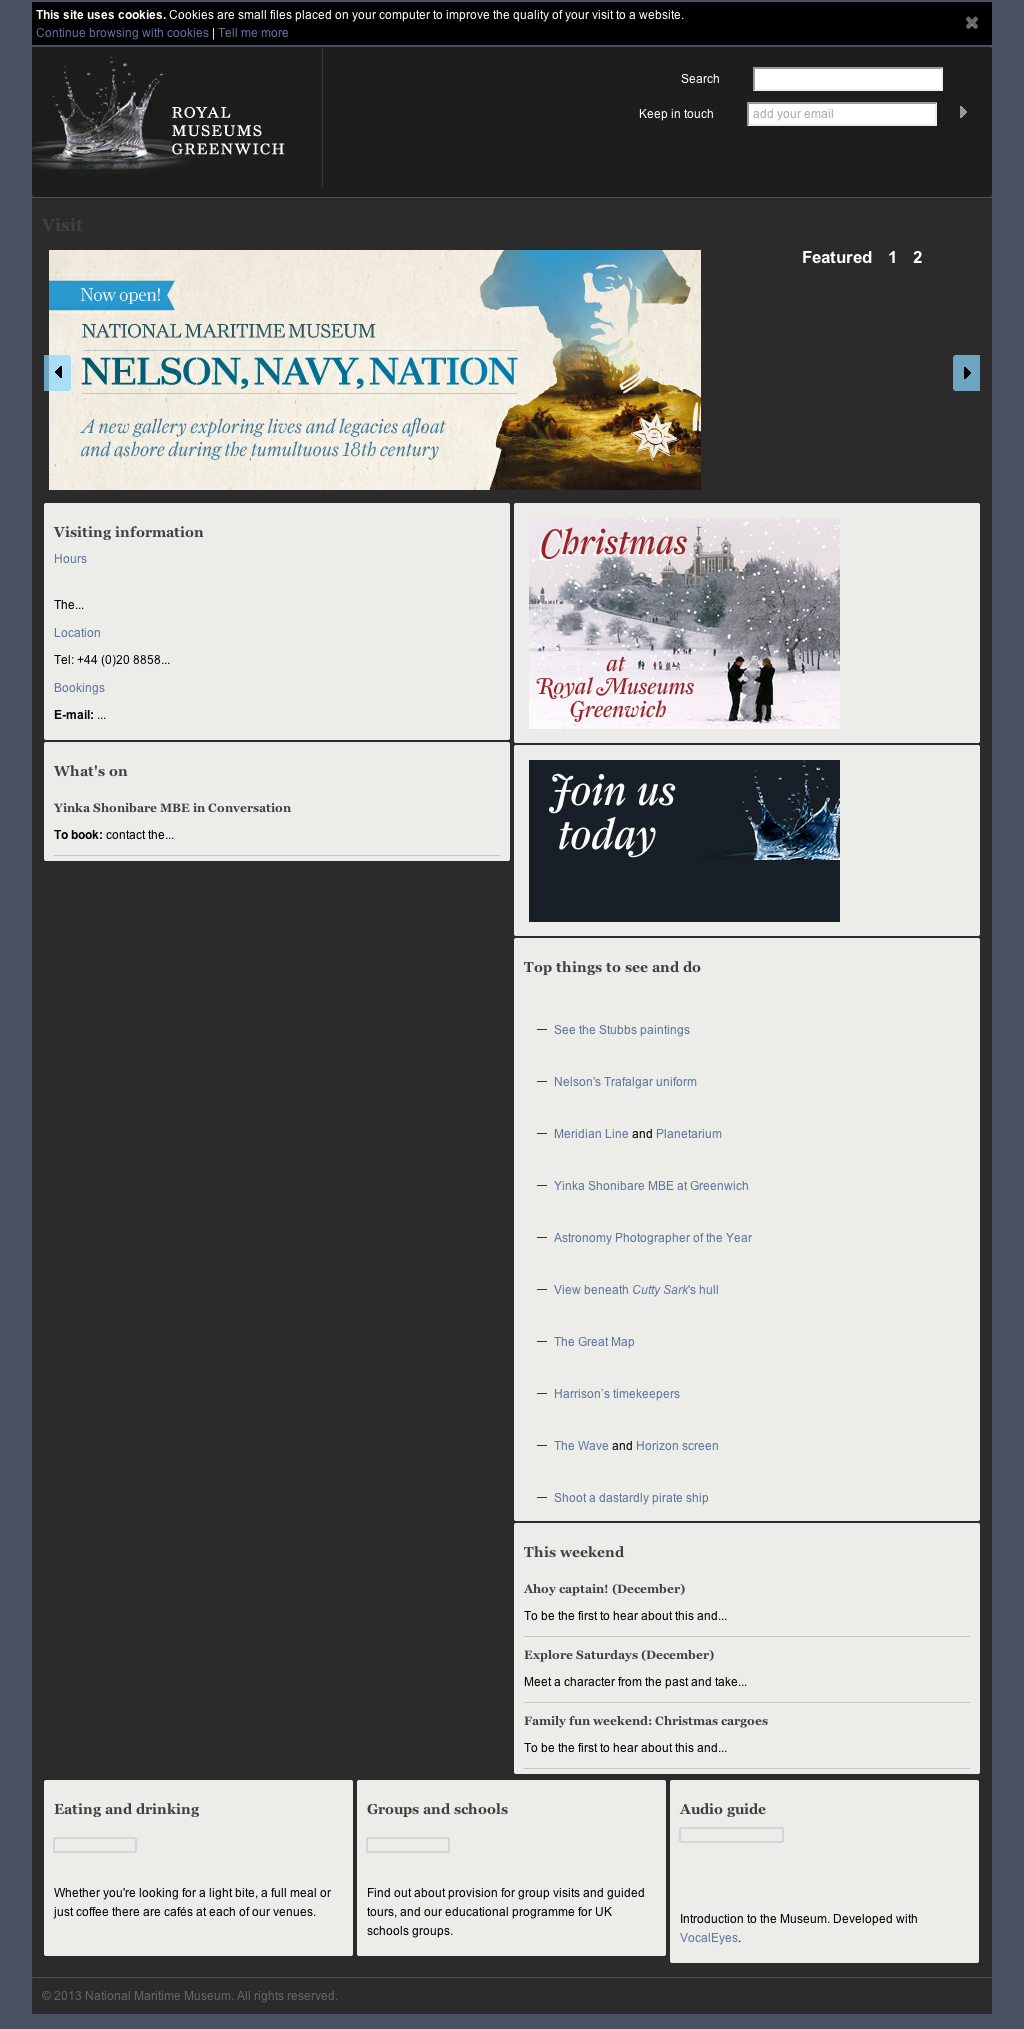 This site uses cookies. Cookies are small files placed on your computer to improve the quality of your visit to a website.
Continue browsing with cookies | Tell me more
ROYAL
MUSEUMS
GREENWICH
Search
Keep in touch
add your email
Visit
Featured 1 2
Now open!
NATIONAL MARITIME MUSEUM
NELSON, NAVY, NATION
A new gallery exploring lives and legacies afloat
and ashore during the tumultuous 18th century
Visiting information
Hours
The...
Location
Tel: +44 (0)20 8858...
Bookings
E-mail: ...
What's on
Yinka Shonibare MBE in Conversation
To book: contact the...
Christmas
at
Royal Museums
Greenwich
Join us
today
Top things to see and do
— See the Stubbs paintings
— Nelson's Trafalgar uniform
— Meridian Line and Planetarium
— Yinka Shonibare MBE at Greenwich
— Astronomy Photographer of the Year
— View beneath Cutty Sark's hull
— The Great Map
— Harrison's timekeepers
— The Wave and Horizon screen
— Shoot a dastardly pirate ship
This weekend
Ahoy captain! (December)
To be the first to hear about this and...
Explore Saturdays (December)
Meet a character from the past and take...
Family fun weekend: Christmas cargoes
To be the first to hear about this and...
Eating and drinking
Whether you're looking for a light bite, a full meal or
just coffee there are cafés at each of our venues.
Groups and schools
Find out about provision for group visits and guided
tours, and our educational programme for UK
schools groups.
Audio guide
Introduction to the Museum. Developed with
VocalEyes.
© 2013 National Maritime Museum. All rights reserved.